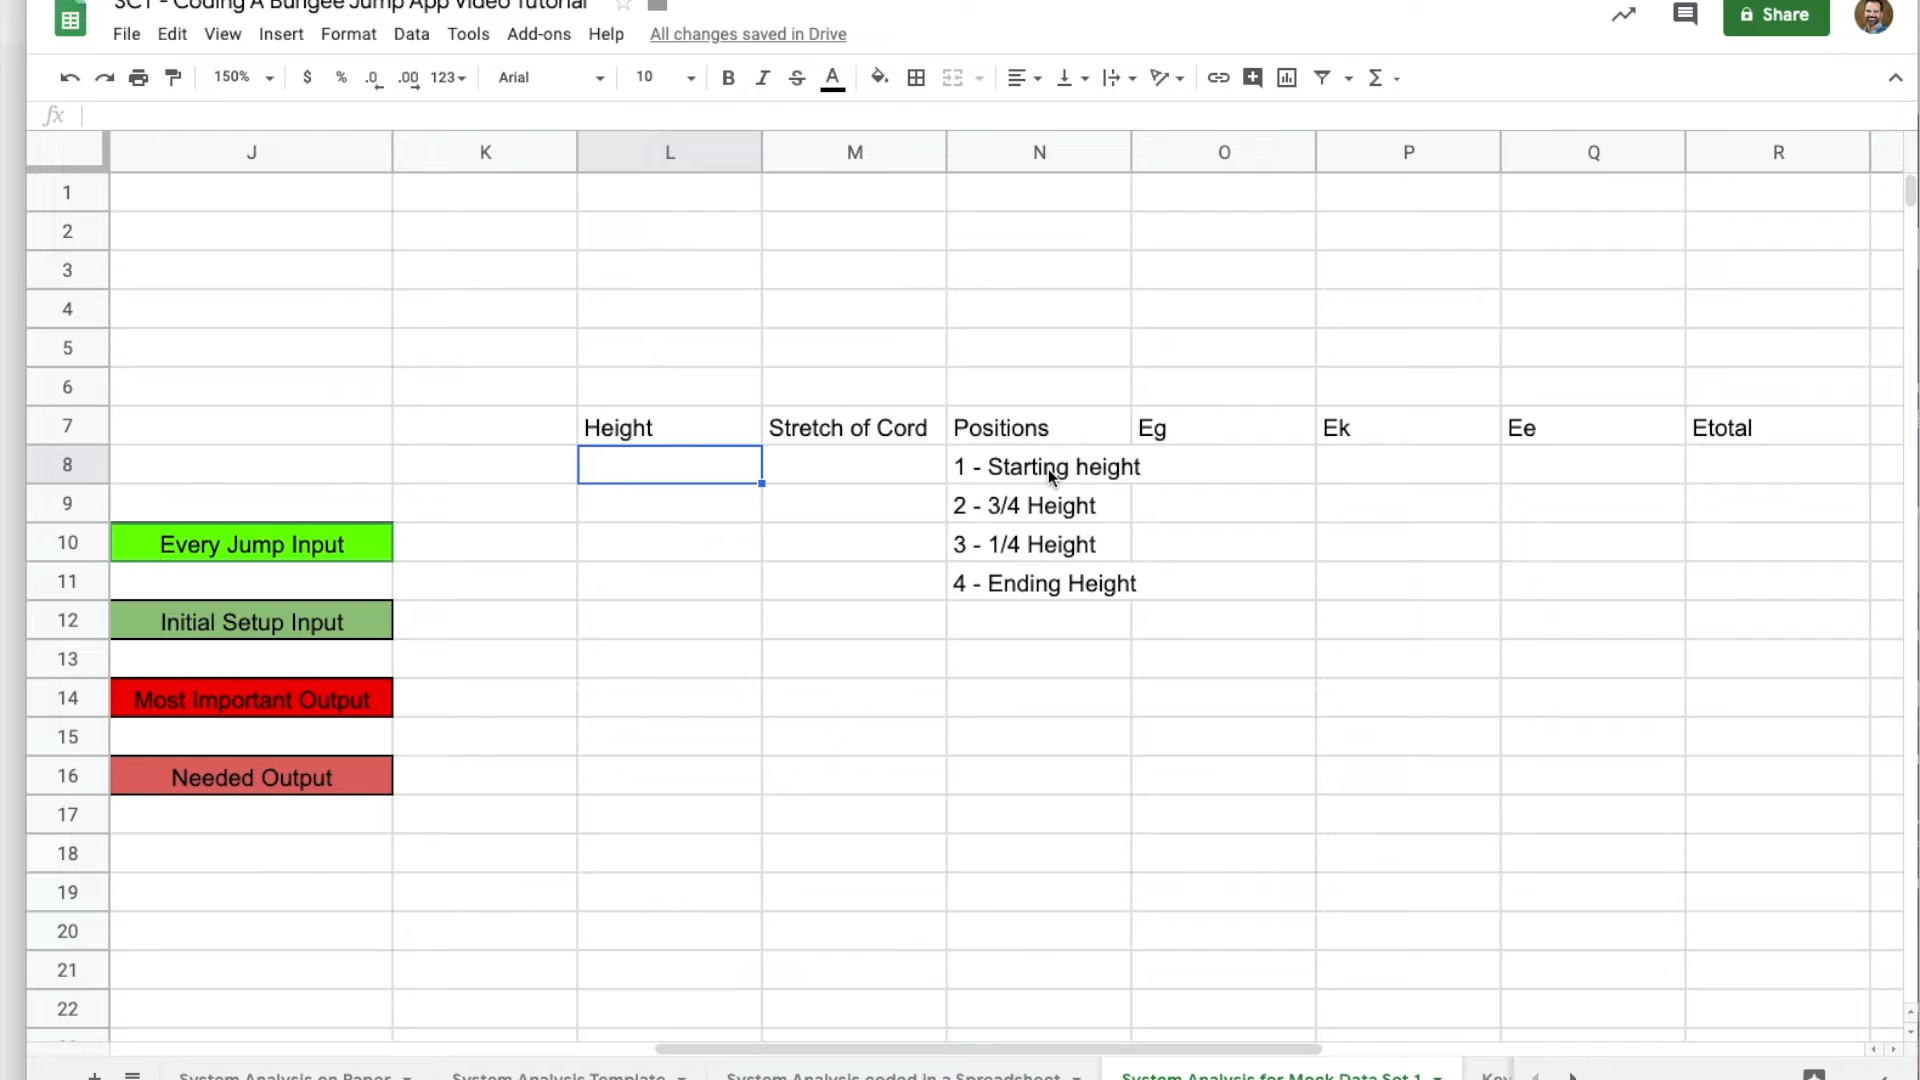 SCT - Coding A Bungee Jump App Video Tutorial
File Edit View Insert Format Data Tools Add-ons Help All changes saved in Drive
Share
150% $ % .0 .00 123 Arial 10 B I S A
fx
J K L M N O P Q R
1
2
3
4
5
6
7 Height Stretch of Cord Positions Eg Ek Ee Etotal
8 1 - Starting height
9 2 - 3/4 Height
10 Every Jump Input 3 - 1/4 Height
11 4 - Ending Height
12 Initial Setup Input
13
14 Most Important Output
15
16 Needed Output
17
18
19
20
21
22
System Analysis on Paper System Analysis Template System Analysis coded in a Spreadsheet System Analysis for Mock Data Set 1 Key